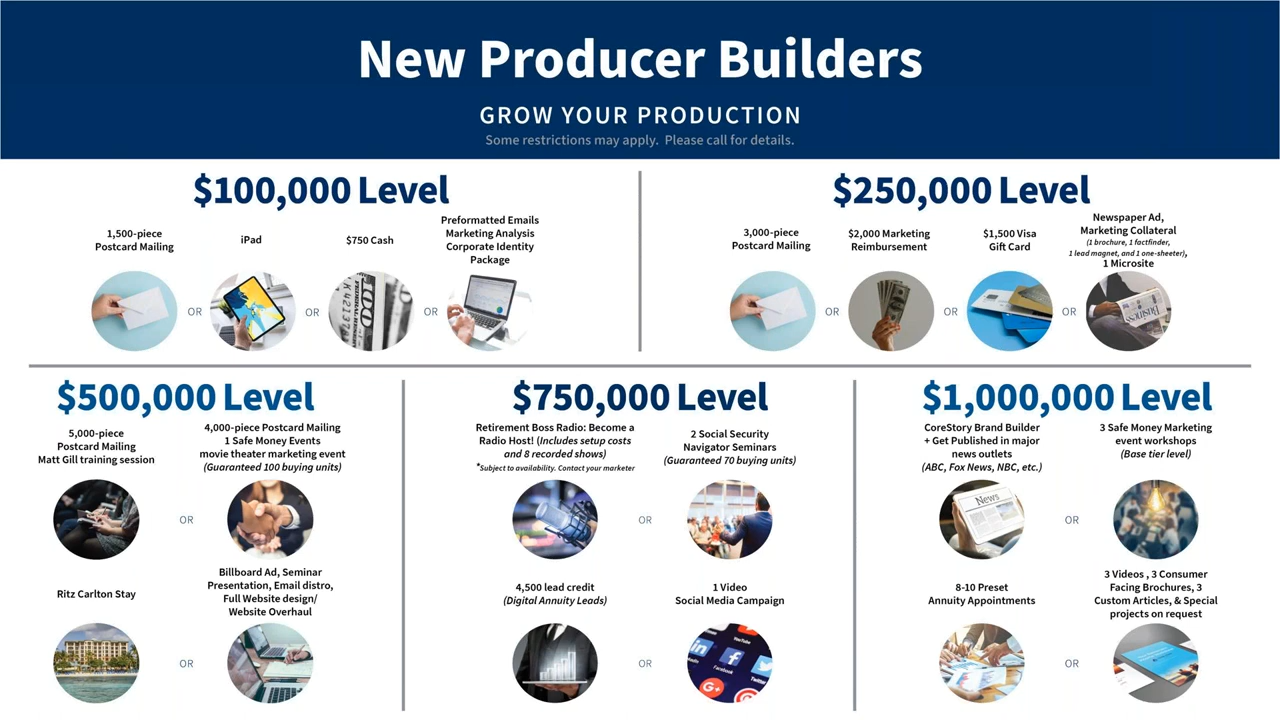 New Producer Builders
GROW YOUR PRODUCTION
Some restrictions may apply. Please call for details.
$100,000 Level
1,500-piece
Postcard Mailing
OR
iPad
OR
$750 Cash
OR
Preformatted Emails
Marketing Analysis
Corporate Identity
Package
$250,000 Level
3,000-piece
Postcard Mailing
OR
$2,000 Marketing
Reimbursement
OR
$1,500 Visa
Gift Card
OR
Newspaper Ad,
Marketing Collateral
(1 brochure, 1 factfinder,
1 lead magnet, and 1 one-sheeter),
1 Microsite
Business
$500,000 Level
5,000-piece
Postcard Mailing
Matt Gill training session
OR
4,000-piece Postcard Mailing
1 Safe Money Events
movie theater marketing event
(Guaranteed 100 buying units)
Ritz Carlton Stay
OR
Billboard Ad, Seminar
Presentation, Email distro,
Full Website design/
Website Overhaul
$750,000 Level
Retirement Boss Radio: Become a
Radio Host! (Includes setup costs
and 8 recorded shows)
*Subject to availability. Contact your marketer
OR
2 Social Security
Navigator Seminars
(Guaranteed 70 buying units)
4,500 lead credit
(Digital Annuity Leads)
OR
1 Video
Social Media Campaign
YouTube
LinkedIn
Facebook
Twitter
$1,000,000 Level
CoreStory Brand Builder
+ Get Published in major
news outlets
(ABC, Fox News, NBC, etc.)
News
OR
3 Safe Money Marketing
event workshops
(Base tier level)
8-10 Preset
Annuity Appointments
OR
3 Videos , 3 Consumer
Facing Brochures, 3
Custom Articles, & Special
projects on request